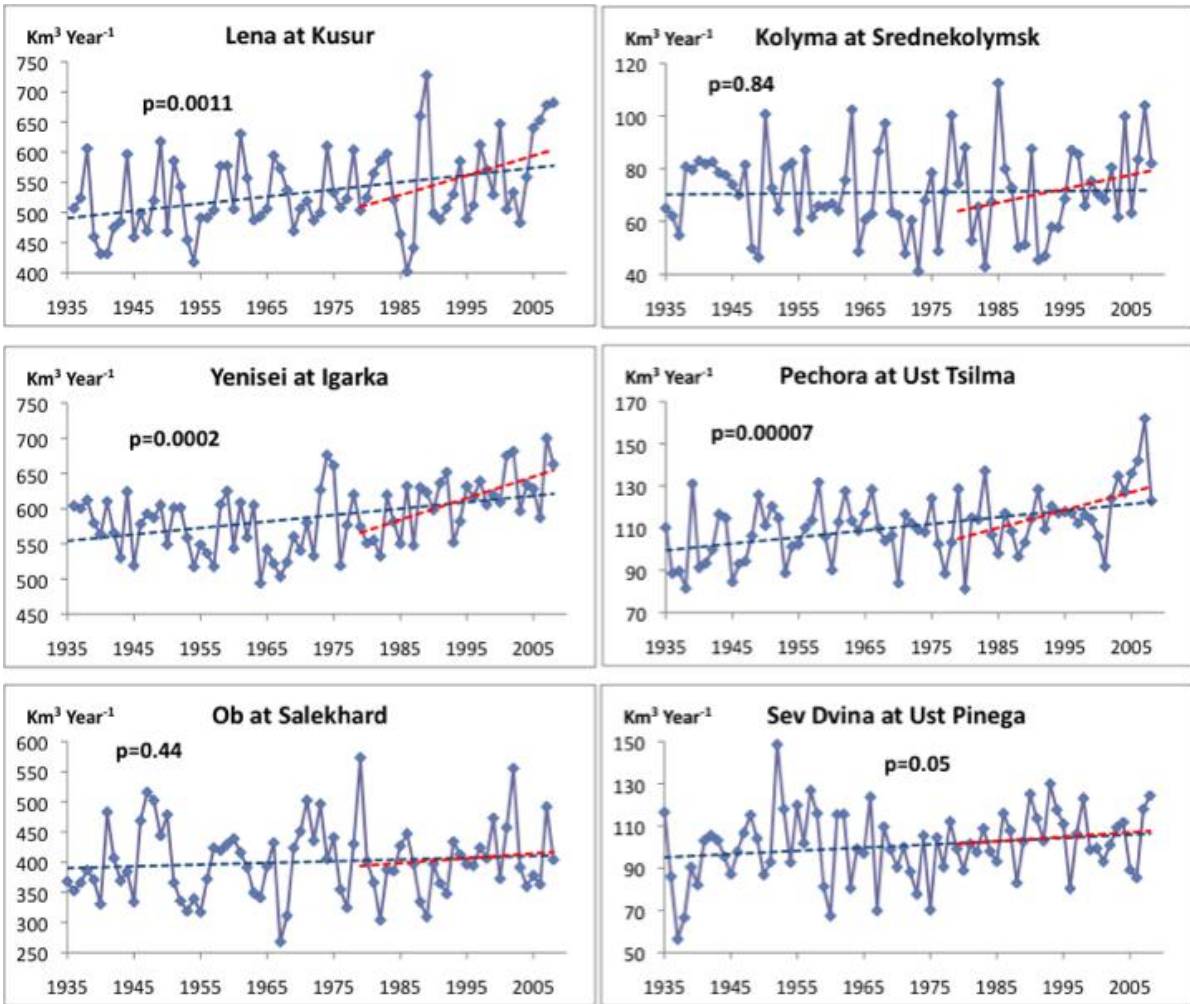 Km³ Year⁻¹ Lena at Kusur
750
700
650
600
550
500
450
400
p=0.0011
1935 1945 1955 1965 1975 1985 1995 2005
Km³ Year⁻¹ Kolyma at Srednekolymsk
120
100
80
60
40
p=0.84
1935 1945 1955 1965 1975 1985 1995 2005
Km³ Year⁻¹ Yenisei at Igarka
750
700
650
600
550
500
450
p=0.0002
1935 1945 1955 1965 1975 1985 1995 2005
Km³ Year⁻¹ Pechora at Ust Tsilma
170
150
130
110
90
70
p=0.00007
1935 1945 1955 1965 1975 1985 1995 2005
Km³ Year⁻¹ Ob at Salekhard
600
550
500
450
400
350
300
250
p=0.44
1935 1945 1955 1965 1975 1985 1995 2005
Km³ Year⁻¹ Sev Dvina at Ust Pinega
150
130
110
90
70
50
p=0.05
1935 1945 1955 1965 1975 1985 1995 2005